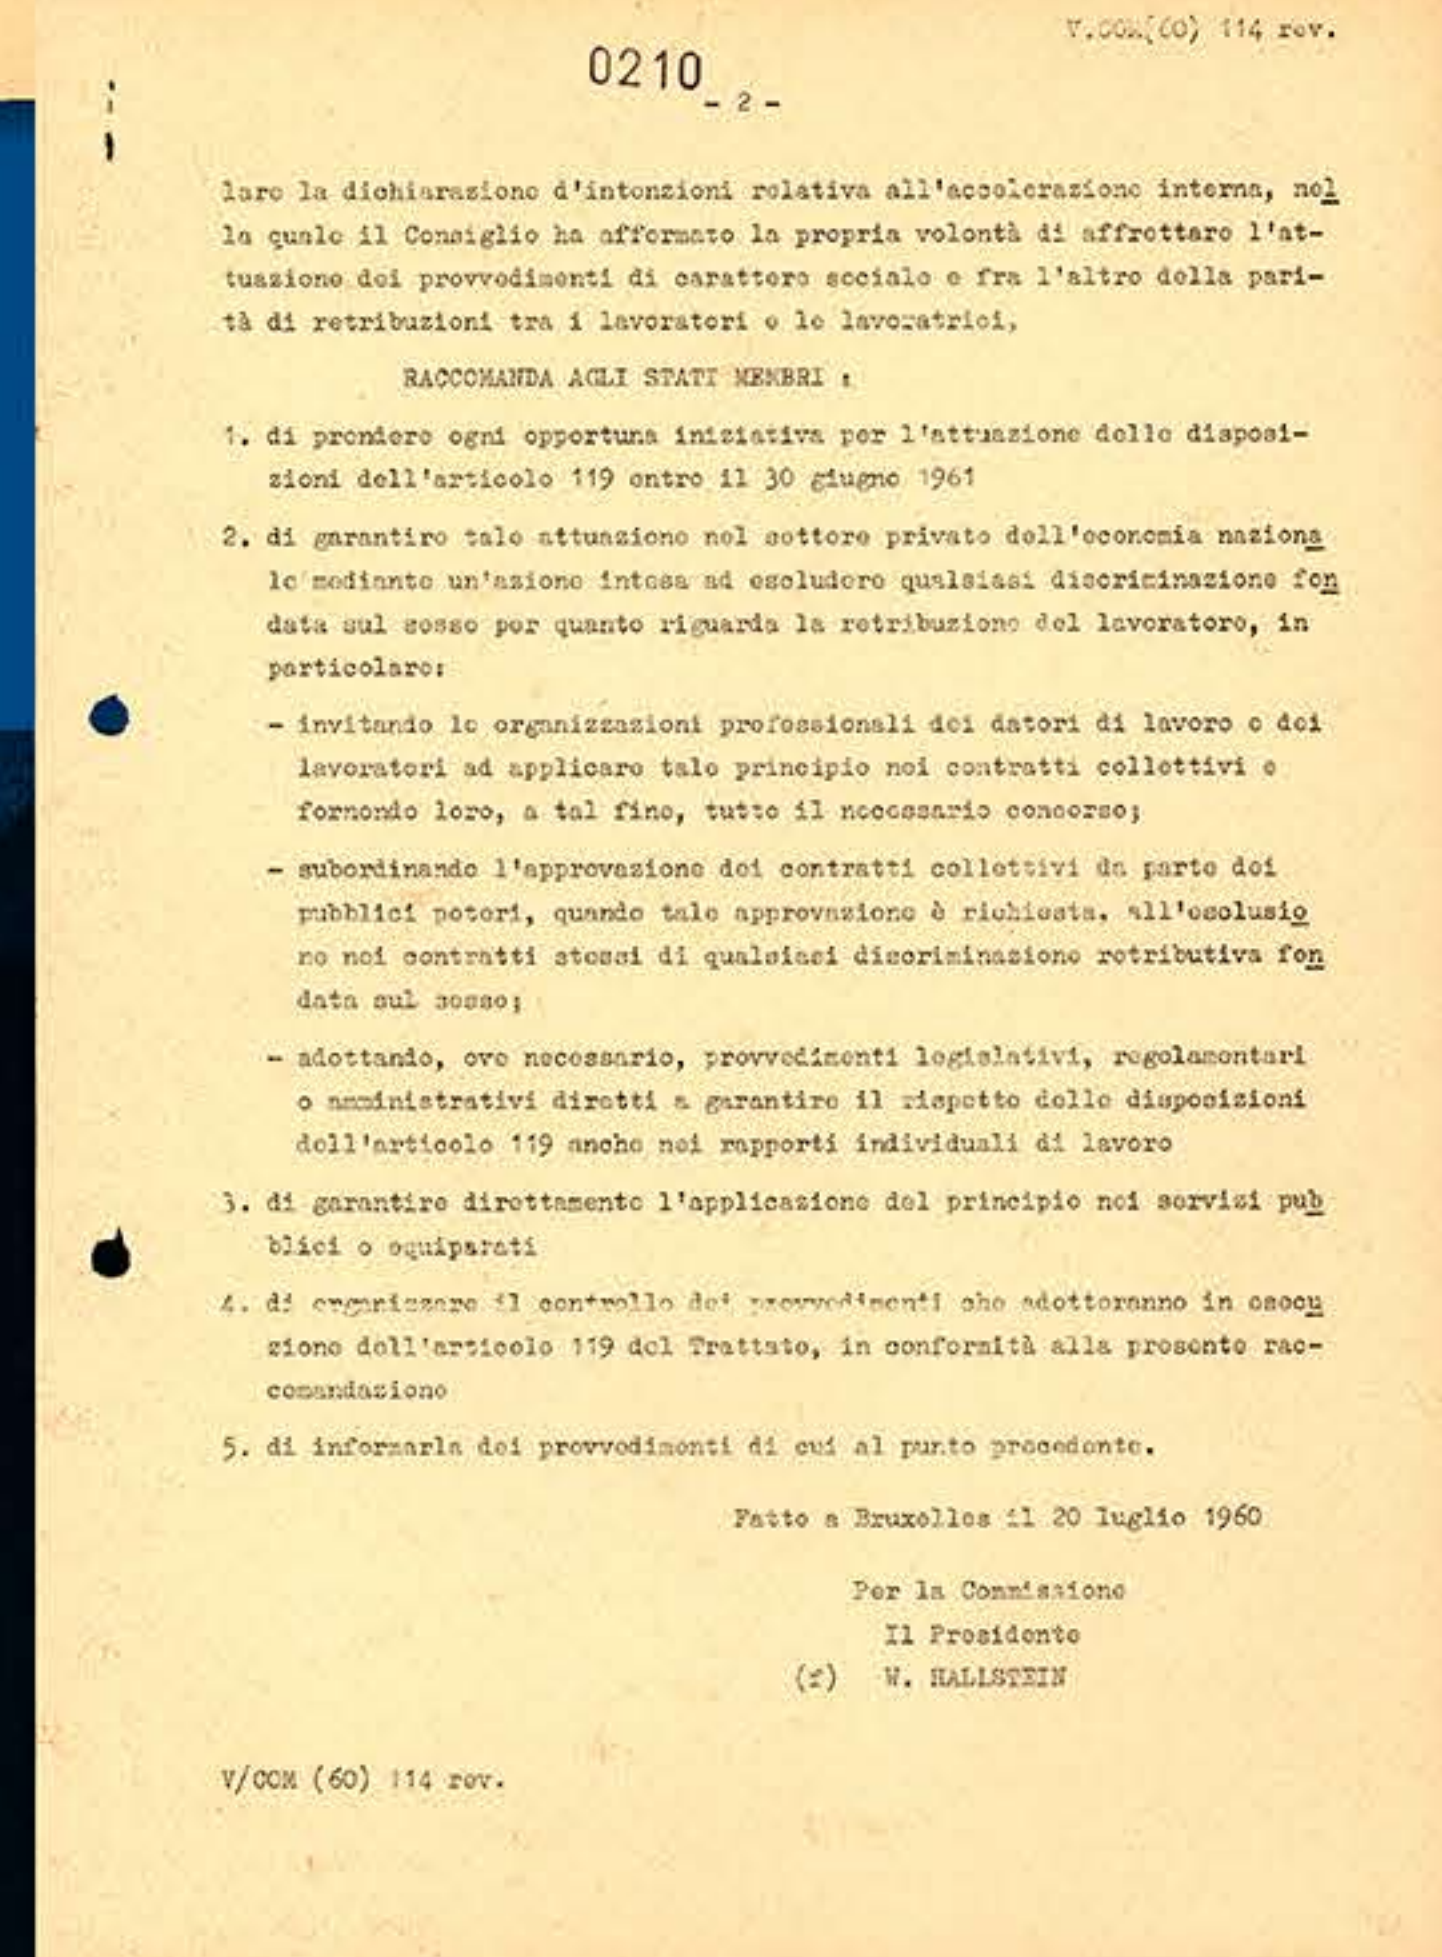 V.COM(60) 114 rev.
0210
- 2 -
lare la dichiarazione d'intenzioni relativa all'accelerazione interna, nel
la quale il Consiglio ha affermato la propria volontà di affrettare l'at-
tuazione dei provvedimenti di carattere sociale e fra l'altro della pari-
tà di retribuzioni tra i lavoratori e le lavoratrici,
RACCOMANDA AGLI STATI MEMBRI :
1. di prendere ogni opportuna iniziativa per l'attuazione delle disposi-
zioni dell'articolo 119 entro il 30 giugno 1961
2. di garantire tale attuazione nel settore privato dell'economia naziona
le mediante un'azione intesa ad escludere qualsiasi discriminazione fon
data sul sesso per quanto riguarda la retribuzione del lavoratore, in
particolare:
- invitando le organizzazioni professionali dei datori di lavoro e dei
lavoratori ad applicare tale principio nei contratti collettivi e
fornendo loro, a tal fine, tutto il necessario concorso;
- subordinando l'approvazione dei contratti collettivi da parte dei
pubblici poteri, quando tale approvazione è richiesta, all'esclusio
ne nei contratti stessi di qualsiasi discriminazione retributiva fon
data sul sesso;
- adottando, ove necessario, provvedimenti legislativi, regolamentari
o amministrativi diretti a garantire il rispetto delle disposizioni
dell'articolo 119 anche nei rapporti individuali di lavoro
3. di garantire direttamente l'applicazione del principio nei servizi pub
blici o equiparati
4. di organizzare il controllo dei provvedimenti che adotteranno in esecu
zione dell'articolo 119 del Trattato, in conformità alla presente rac-
comandazione
5. di informarla dei provvedimenti di cui al punto precedente.
Fatto a Bruxelles il 20 luglio 1960
Per la Commissione
Il Presidente
(f) W. HALLSTEIN
V/COM (60) 114 rev.